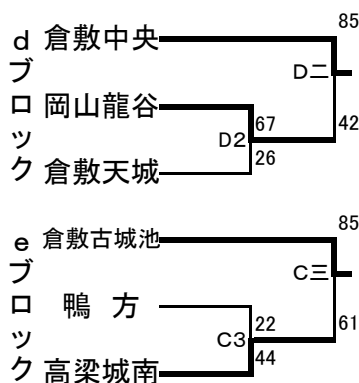 dブロック
倉敷中央
岡山龍谷
倉敷天城
D2
67
26
D二
85
42
eブロック
倉敷古城池
鴨方
高梁城南
C3
22
44
C三
85
61